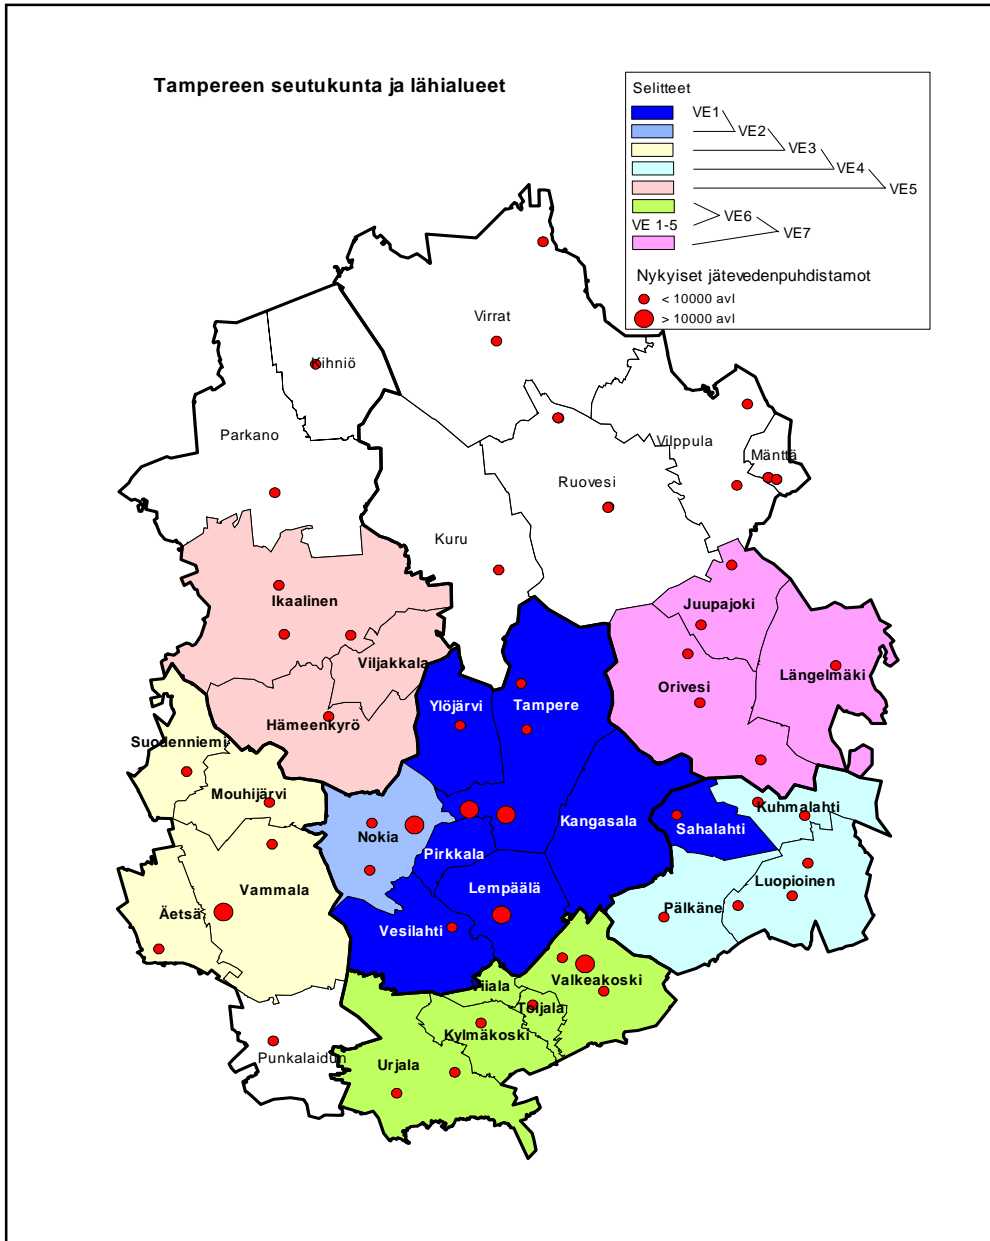 Tampereen seutukunta ja lähialueet
Selitteet
VE1
VE2
VE3
VE4
VE5
VE6
VE 1-5
VE7
Nykyiset jätevedenpuhdistamot
< 10000 avl
> 10000 avl
Virrat
Kihniö
Parkano
Vilppula
Mänttä
Ruovesi
Kuru
Ikaalinen
Juupajoki
Viljakkala
Längelmäki
Orivesi
Ylöjärvi
Tampere
Hämeenkyrö
Suodenniemi
Mouhijärvi
Kuhmalahti
Kangasala
Sahalahti
Nokia
Pirkkala
Luopioinen
Vammala
Lempäälä
Pälkäne
Äetsä
Vesilahti
Valkeakoski
Viiala
Toijala
Kylmäkoski
Punkalaidun
Urjala